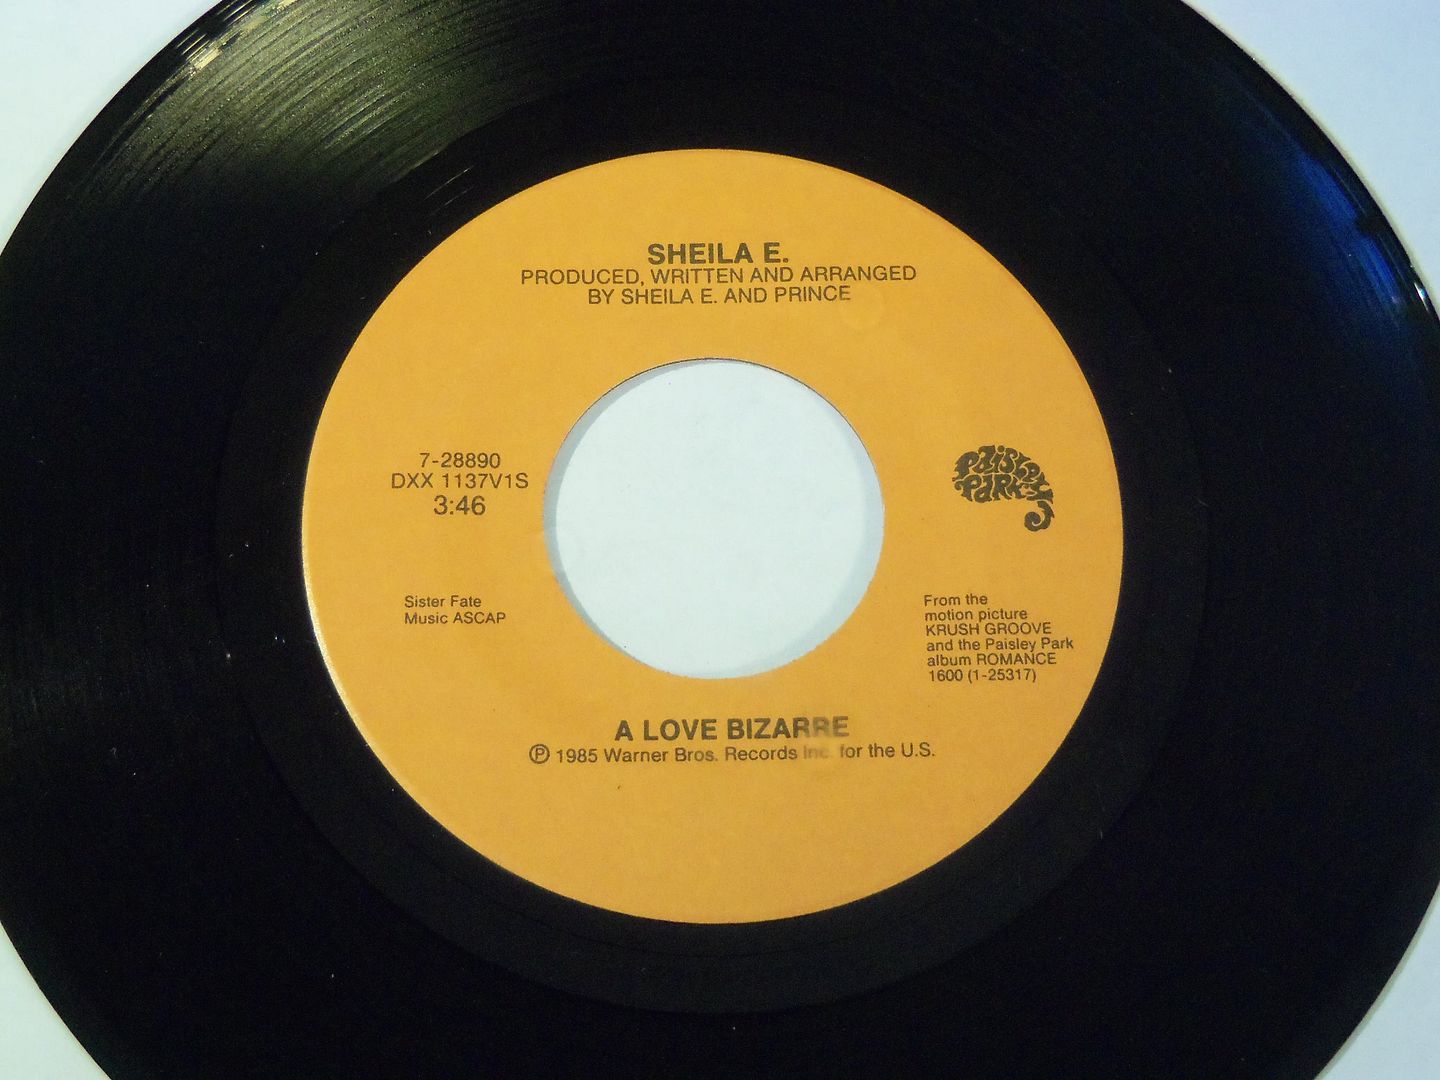 SHEILA E.
PRODUCED, WRITTEN AND ARRANGED
BY SHEILA E. AND PRINCE
7-28890
DXX 1137V1S
3:46
Paisley
Park
Sister Fate
Music ASCAP
From the
motion picture
KRUSH GROOVE
and the Paisley Park
album ROMANCE
1600 (1-25317)
A LOVE BIZARRE
℗ 1985 Warner Bros. Records Inc. for the U.S.